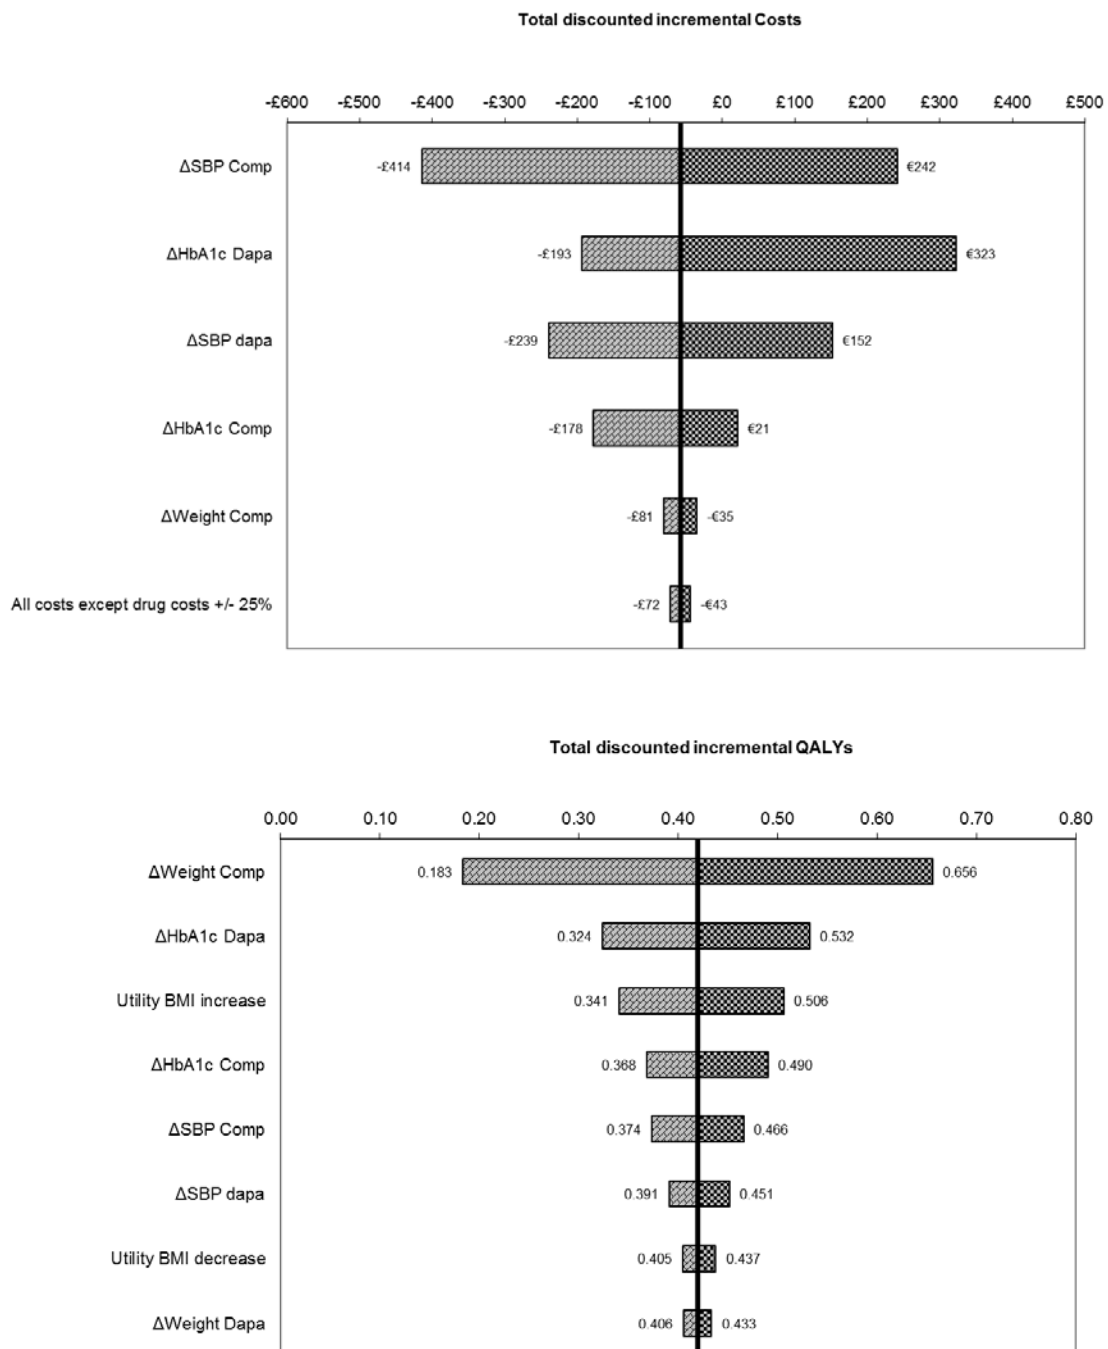 Total discounted incremental Costs
-£600 -£500 -£400 -£300 -£200 -£100 £0 £100 £200 £300 £400 £500
ΔSBP Comp -£414 €242
ΔHbA1c Dapa -£193 €323
ΔSBP dapa -£239 €152
ΔHbA1c Comp -£178 €21
ΔWeight Comp -£81 -€35
All costs except drug costs +/- 25% -£72 -€43
Total discounted incremental QALYs
0.00 0.10 0.20 0.30 0.40 0.50 0.60 0.70 0.80
ΔWeight Comp 0.183 0.656
ΔHbA1c Dapa 0.324 0.532
Utility BMI increase 0.341 0.506
ΔHbA1c Comp 0.368 0.490
ΔSBP Comp 0.374 0.466
ΔSBP dapa 0.391 0.451
Utility BMI decrease 0.405 0.437
ΔWeight Dapa 0.406 0.433